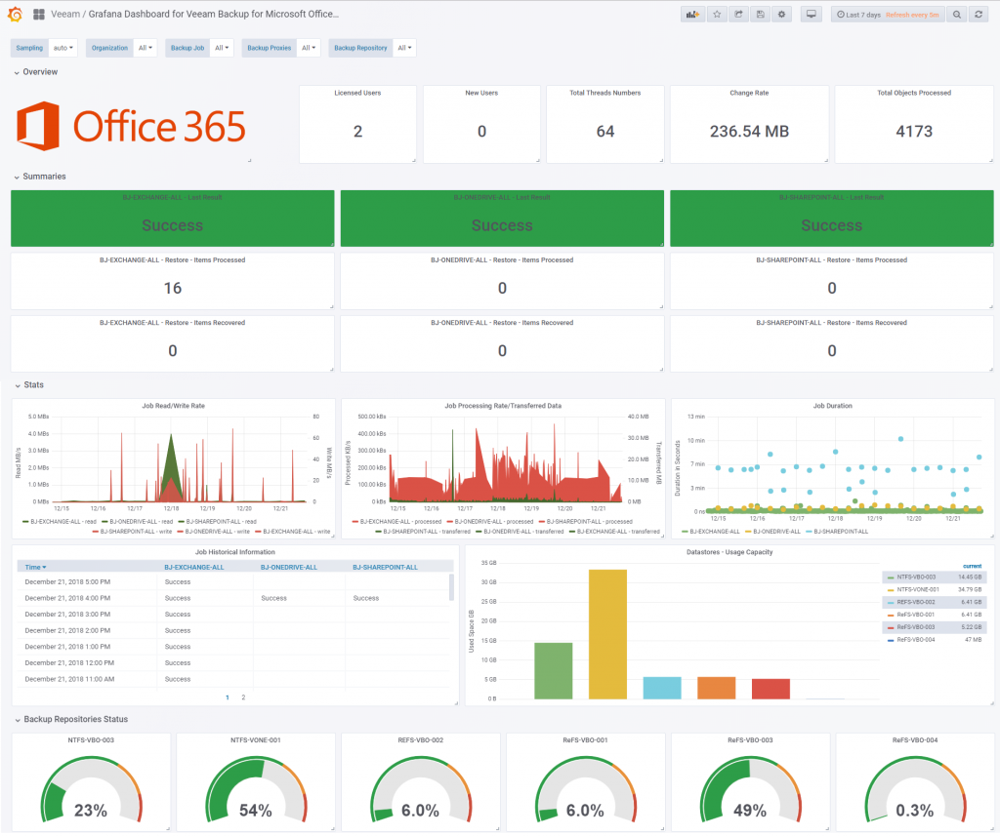 Veeam / Grafana Dashboard for Veeam Backup for Microsoft Office...
Last 7 days Refresh every 5m
Sampling auto Organization All Backup Job All Backup Proxies All Backup Repository All
Overview
Office 365
Licensed Users
2
New Users
0
Total Threads Numbers
64
Change Rate
236.54 MB
Total Objects Processed
4173
Summaries
BJ-EXCHANGE-ALL - Last Result
Success
BJ-ONEDRIVE-ALL - Last Result
Success
BJ-SHAREPOINT-ALL - Last Result
Success
BJ-EXCHANGE-ALL - Restore - Items Processed
16
BJ-ONEDRIVE-ALL - Restore - Items Processed
0
BJ-SHAREPOINT-ALL - Restore - Items Processed
0
BJ-EXCHANGE-ALL - Restore - Items Recovered
0
BJ-ONEDRIVE-ALL - Restore - Items Recovered
0
BJ-SHAREPOINT-ALL - Restore - Items Recovered
0
Stats
Job Read/Write Rate
5.0 MBs
4.0 MBs
3.0 MBs
2.0 MBs
1.0 MBs
0 MBs
Read MB/s
80
60
40
20
0
Write MB/s
12/15 12/16 12/17 12/18 12/19 12/20 12/21
BJ-EXCHANGE-ALL - read BJ-ONEDRIVE-ALL - read BJ-SHAREPOINT-ALL - read
BJ-SHAREPOINT-ALL - write BJ-ONEDRIVE-ALL - write BJ-EXCHANGE-ALL - write
Job Processing Rate/Transferred Data
500.00 kBs
400.00 kBs
300.00 kBs
200.00 kBs
100.00 kBs
0 kBs
Processed KB/s
40.0 MB
30.0 MB
20.0 MB
10.0 MB
0 MB
Transferred MB
12/15 12/16 12/17 12/18 12/19 12/20 12/21
BJ-EXCHANGE-ALL - processed BJ-ONEDRIVE-ALL - processed BJ-SHAREPOINT-ALL - processed
BJ-SHAREPOINT-ALL - transferred BJ-ONEDRIVE-ALL - transferred BJ-EXCHANGE-ALL - transferred
Job Duration
13 min
10 min
7 min
3 min
0 ns
Duration in Seconds
12/15 12/16 12/17 12/18 12/19 12/20 12/21
BJ-EXCHANGE-ALL BJ-ONEDRIVE-ALL BJ-SHAREPOINT-ALL
Job Historical Information
Time BJ-EXCHANGE-ALL BJ-ONEDRIVE-ALL BJ-SHAREPOINT-ALL
December 21, 2018 5:00 PM Success
December 21, 2018 4:00 PM Success Success Success
December 21, 2018 3:00 PM Success
December 21, 2018 2:00 PM Success
December 21, 2018 1:00 PM Success
December 21, 2018 12:00 PM Success
December 21, 2018 11:00 AM Success
1 2
Datastores - Usage Capacity
35 GB
30 GB
25 GB
20 GB
15 GB
10 GB
5 GB
0 B
Used Space GB
current
NTFS-VBO-003 14.45 GB
NTFS-VONE-001 34.79 GB
REFS-VBO-002 6.41 GB
ReFS-VBO-001 6.41 GB
ReFS-VBO-003 5.22 GB
ReFS-VBO-004 47 MB
Backup Repositories Status
NTFS-VBO-003
23%
NTFS-VONE-001
54%
REFS-VBO-002
6.0%
ReFS-VBO-001
6.0%
ReFS-VBO-003
49%
ReFS-VBO-004
0.3%